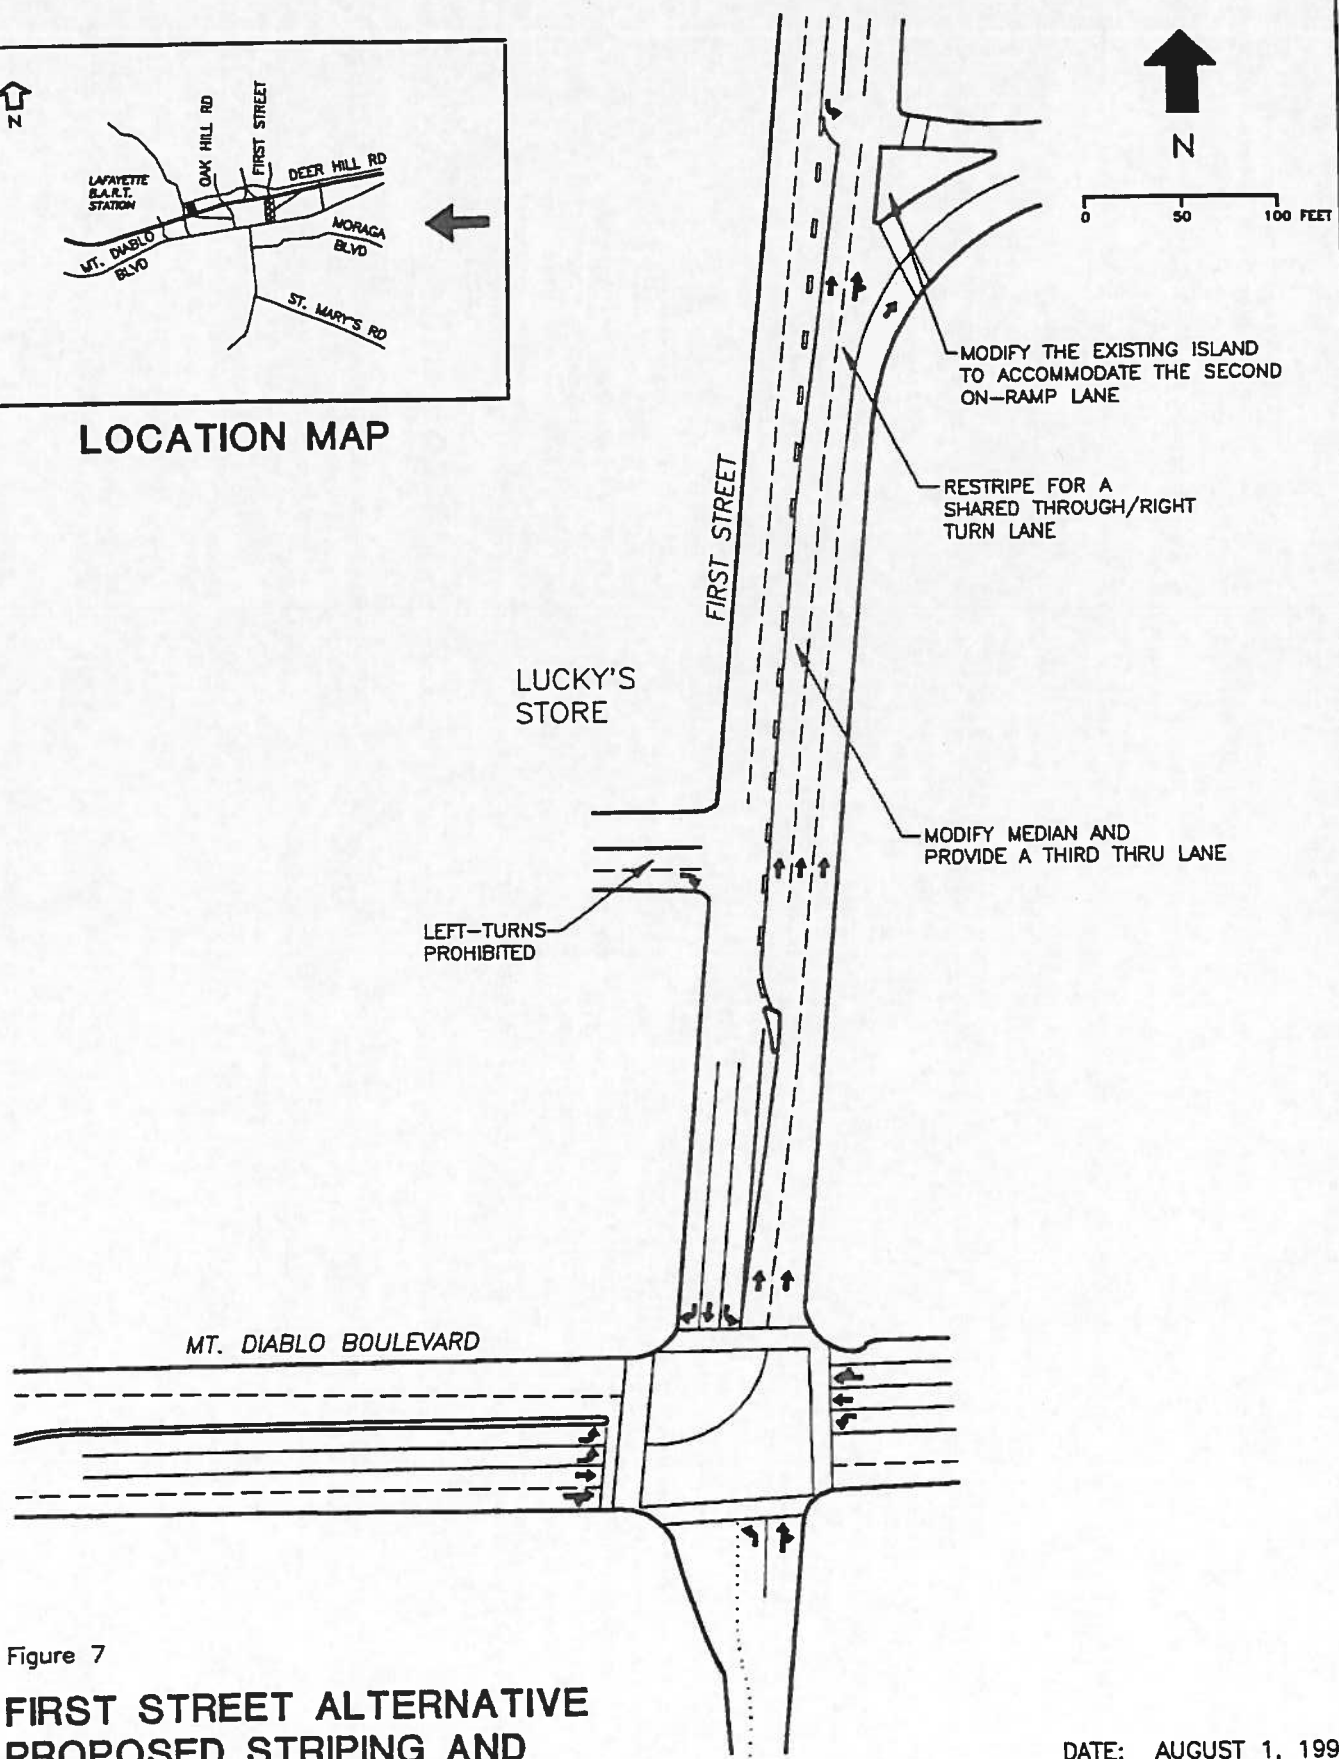 N
OAK HILL RD
FIRST STREET
DEER HILL RD
LAFAYETTE
B.A.R.T.
STATION
MT. DIABLO
BLVD
MORAGA
BLVD
ST. MARY'S RD
LOCATION MAP
N
0 50 100 FEET
MODIFY THE EXISTING ISLAND
TO ACCOMMODATE THE SECOND
ON-RAMP LANE
RESTRIPE FOR A
SHARED THROUGH/RIGHT
TURN LANE
FIRST STREET
LUCKY'S
STORE
MODIFY MEDIAN AND
PROVIDE A THIRD THRU LANE
LEFT-TURNS
PROHIBITED
MT. DIABLO BOULEVARD
Figure 7
FIRST STREET ALTERNATIVE
PROPOSED STRIPING AND
DATE: AUGUST 1, 199